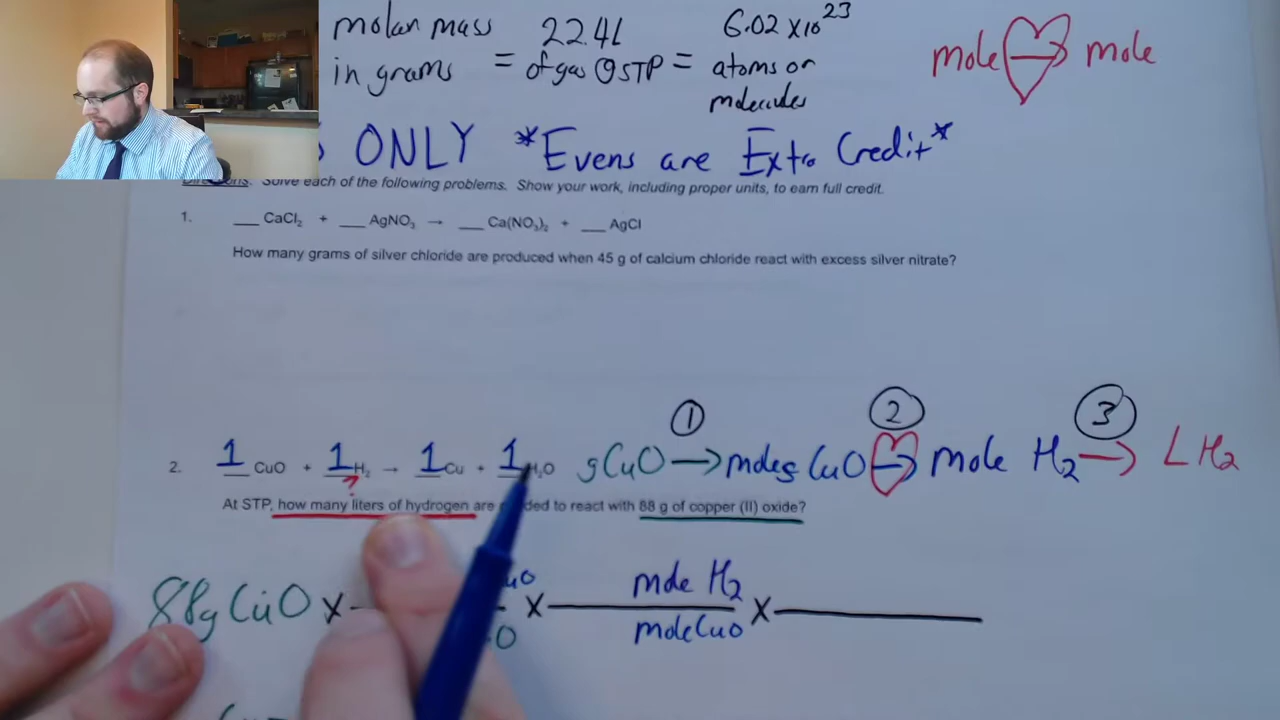 molar mass in grams = 22.4L of gas @ STP = 6.02 x10^23 atoms or molecules
mole → mole
ONLY *Evens are Extra Credit*
Solve each of the following problems. Show your work, including proper units, to earn full credit.
1. ___ CaCl₂ + ___ AgNO₃ → ___ Ca(NO₃)₂ + ___ AgCl
How many grams of silver chloride are produced when 45 g of calcium chloride react with excess silver nitrate?
① ② ③
2. 1 CuO + 1 H₂ → 1 Cu + 1 H₂O gCuO → moles CuO → mole H₂ → L H₂
?
At STP, how many liters of hydrogen are to react with 88 g of copper (II) oxide?
88g CuO x x mole H₂ x
mole CuO